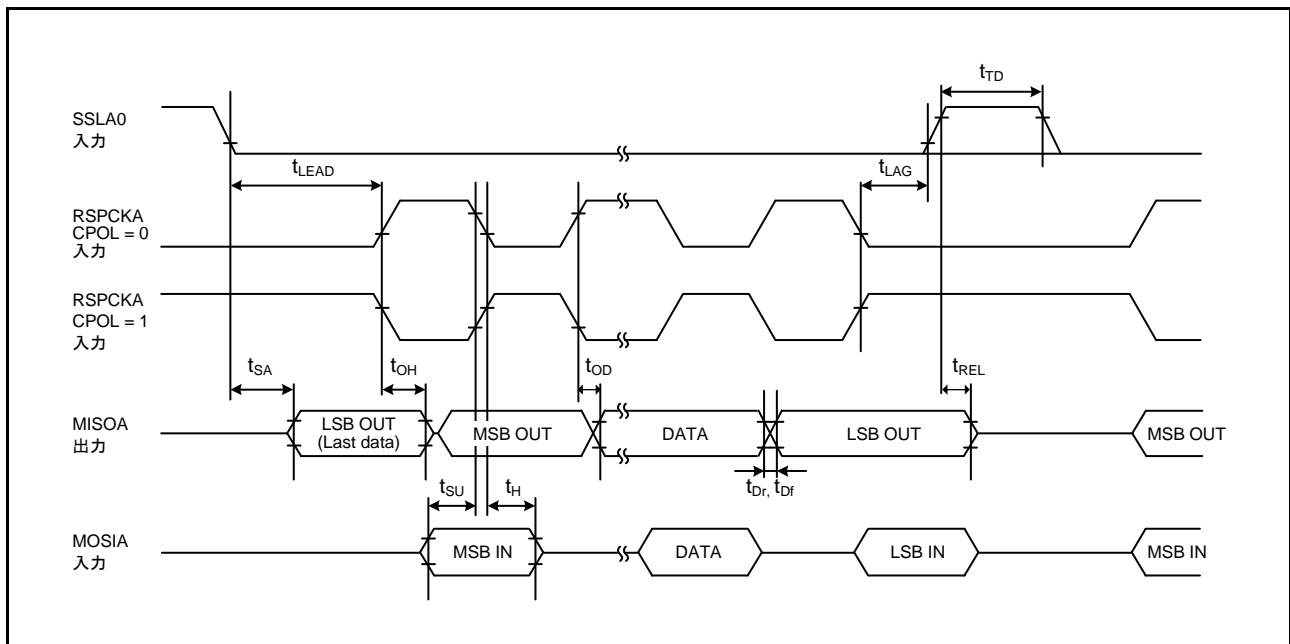 tTD
SSLA0
入力
tLEAD
tLAG
RSPCKA
CPOL = 0
入力
RSPCKA
CPOL = 1
入力
tSA
tOH
tOD
tREL
MISOA
出力
LSB OUT
(Last data)
MSB OUT
DATA
LSB OUT
MSB OUT
tSU
tH
tDr, tDf
MOSIA
入力
MSB IN
DATA
LSB IN
MSB IN